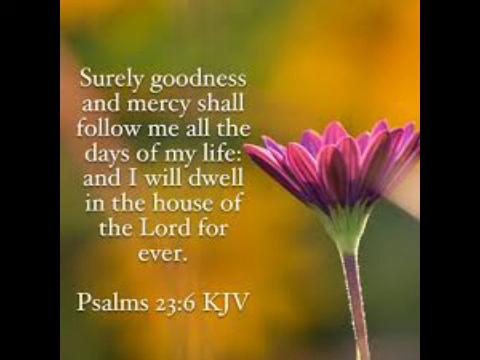 Surely goodness
and mercy shall
follow me all the
days of my life:
and I will dwell
in the house of
the Lord for
ever.
Psalms 23:6 KJV